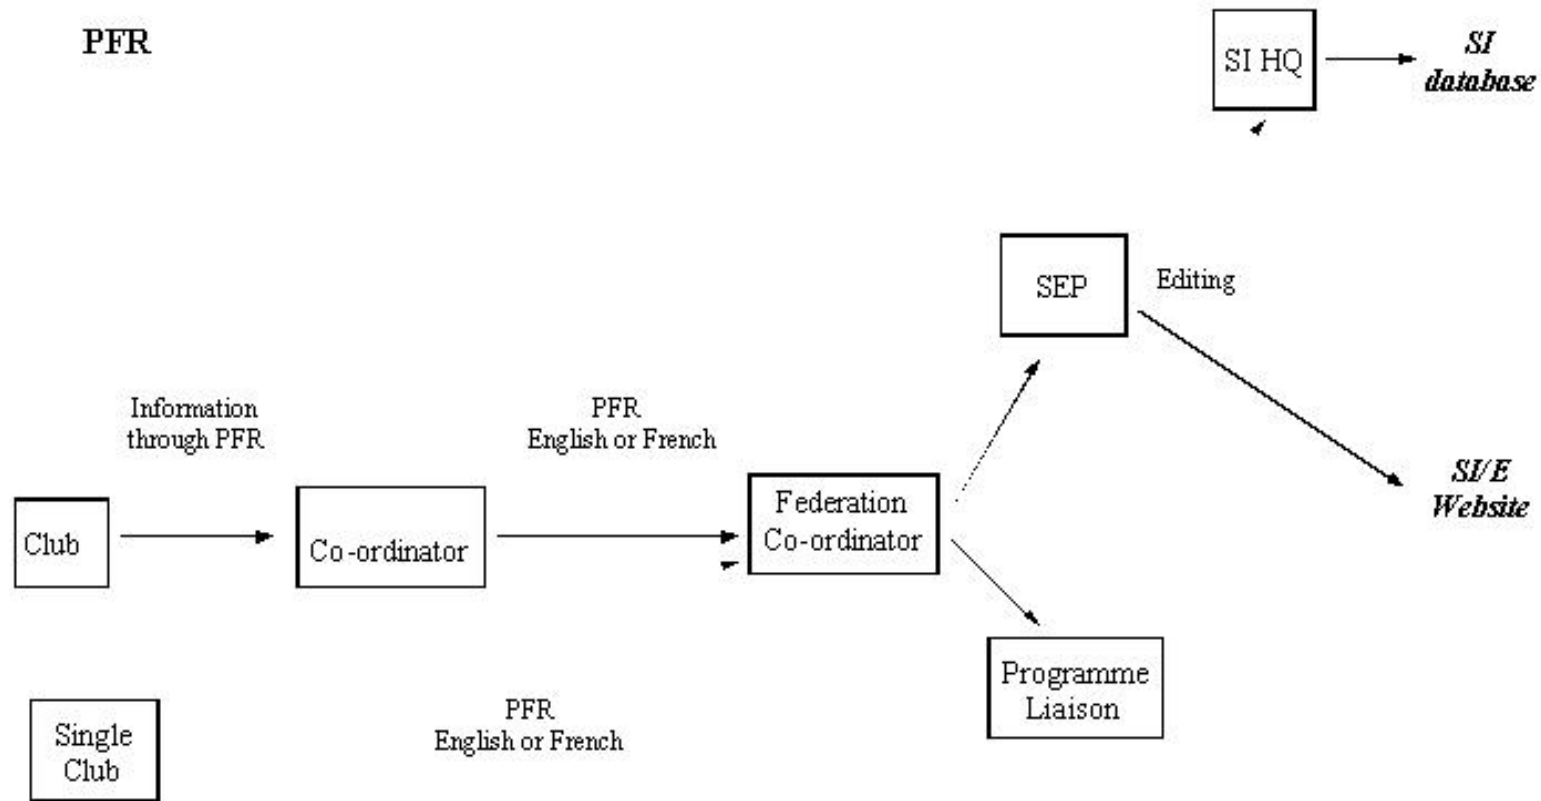 PFR
SI HQ
SI
database
SEP
Editing
Information
through PFR
PFR
English or French
SI/E
Website
Club
Co-ordinator
Federation
Co-ordinator
Programme
Liaison
Single
Club
PFR
English or French